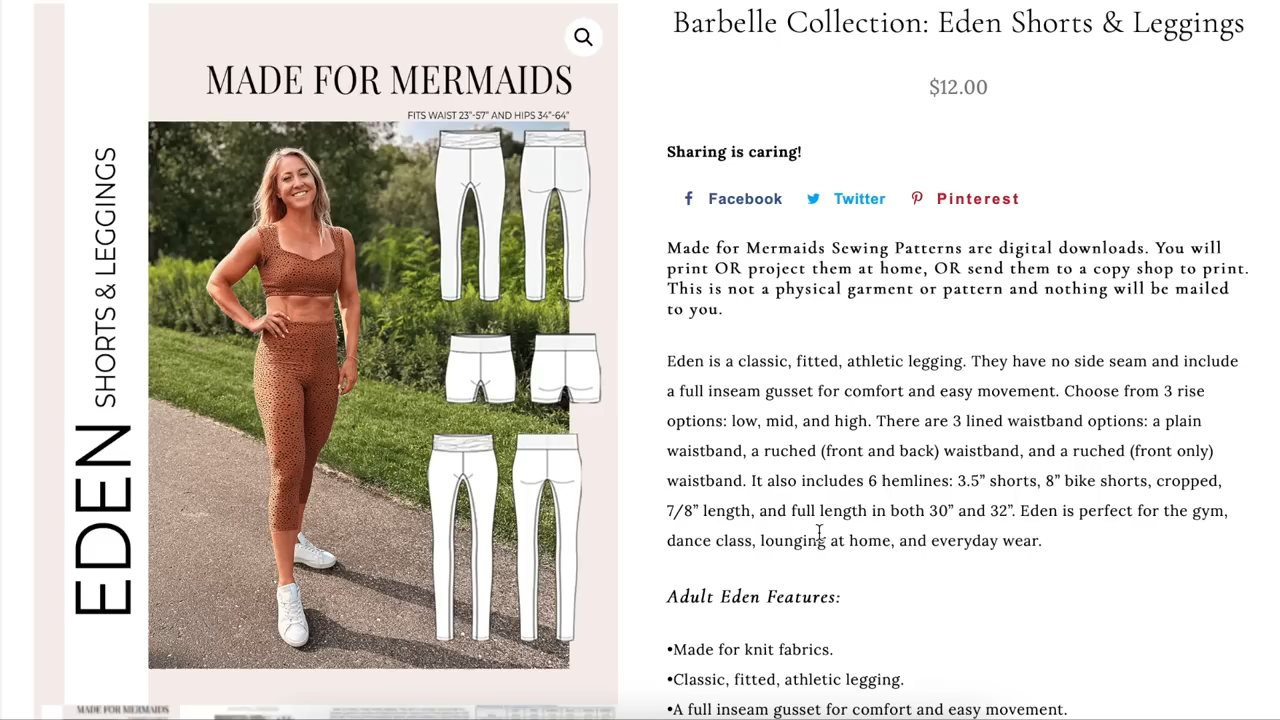 Barbelle Collection: Eden Shorts & Leggings
$12.00
Sharing is caring!
Facebook
Twitter
Pinterest
Made for Mermaids Sewing Patterns are digital downloads. You will
print OR project them at home, OR send them to a copy shop to print.
This is not a physical garment or pattern and nothing will be mailed
to you.
Eden is a classic, fitted, athletic legging. They have no side seam and include
a full inseam gusset for comfort and easy movement. Choose from 3 rise
options: low, mid, and high. There are 3 lined waistband options: a plain
waistband, a ruched (front and back) waistband, and a ruched (front only)
waistband. It also includes 6 hemlines: 3.5” shorts, 8” bike shorts, cropped,
7/8” length, and full length in both 30” and 32”. Eden is perfect for the gym,
dance class, lounging at home, and everyday wear.
Adult Eden Features:
•Made for knit fabrics.
•Classic, fitted, athletic legging.
•A full inseam gusset for comfort and easy movement.
MADE FOR MERMAIDS
FITS WAIST 23”-57” AND HIPS 34”-64”
EDEN SHORTS & LEGGINGS
MADE FOR MERMAIDS